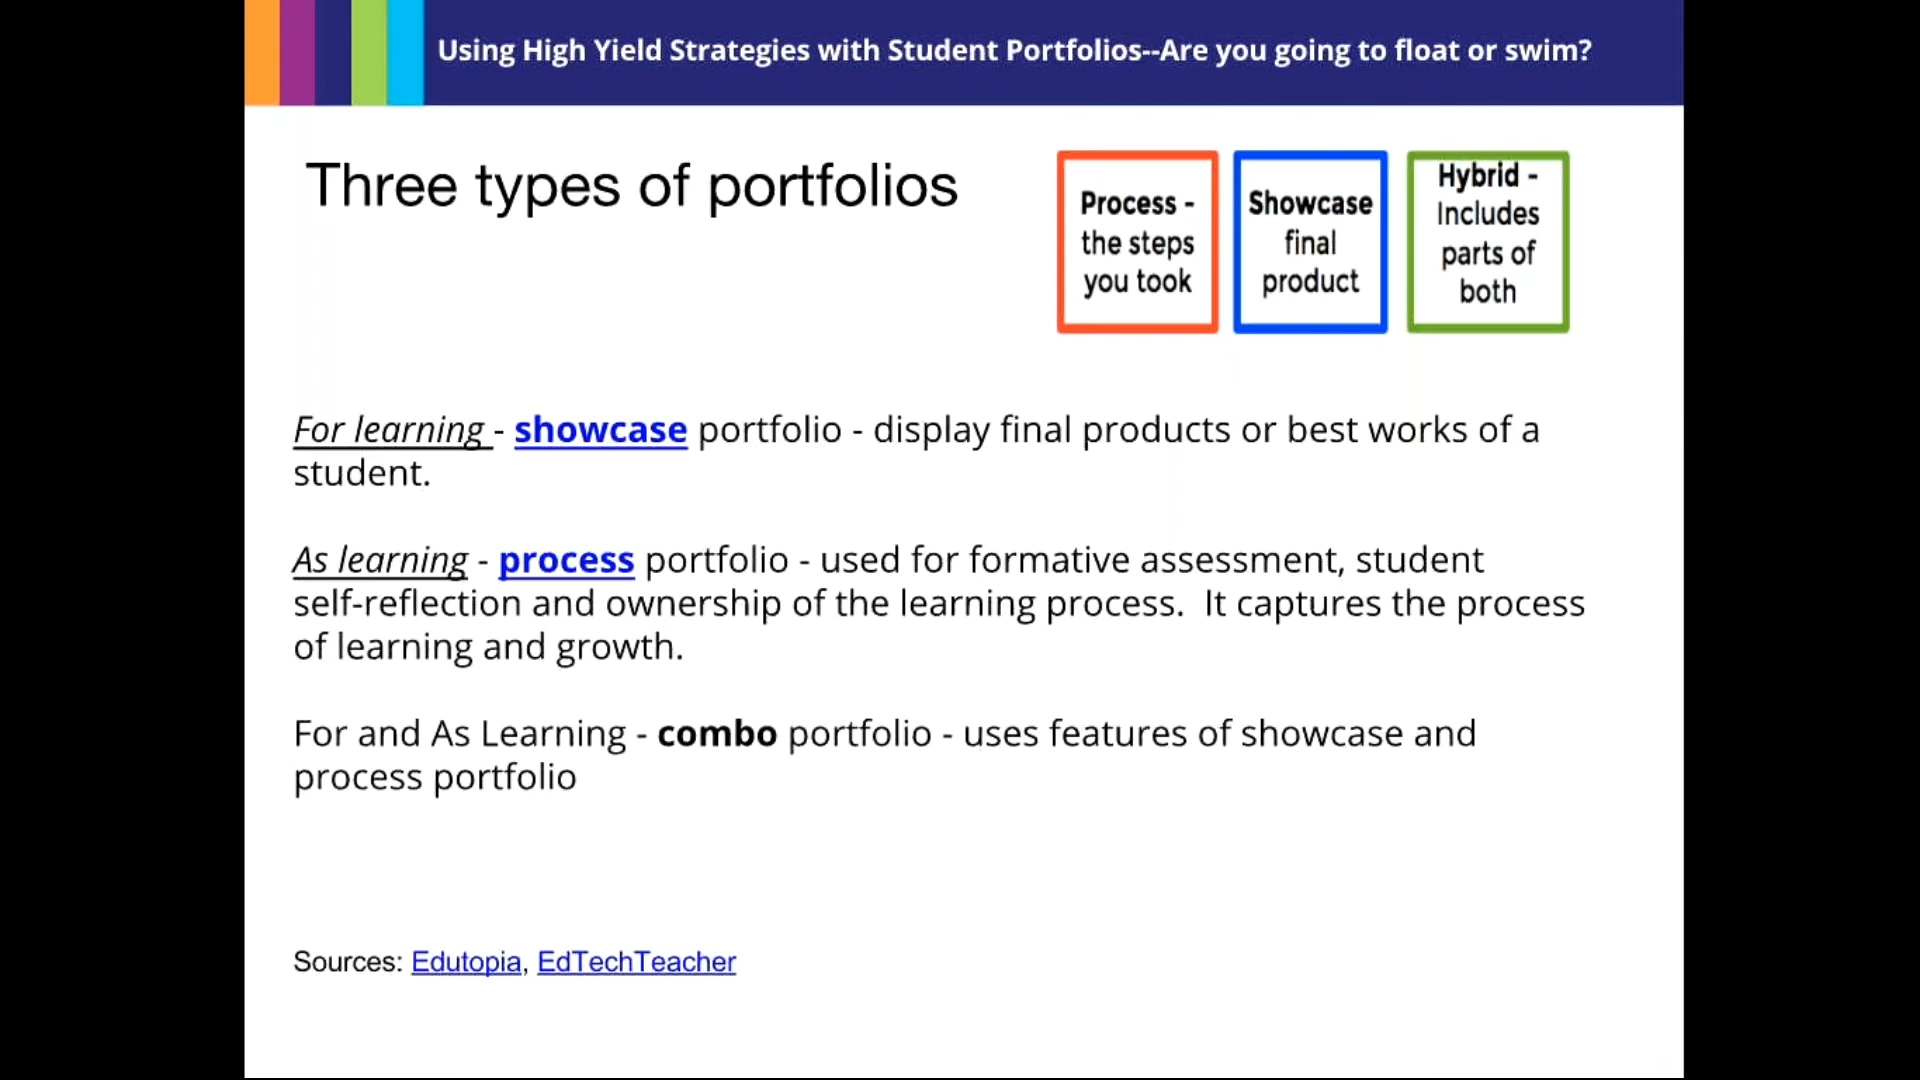 Using High Yield Strategies with Student Portfolios--Are you going to float or swim?
Three types of portfolios
Process -
the steps
you took
Showcase
final
product
Hybrid -
Includes
parts of
both
For learning - showcase portfolio - display final products or best works of a
student.
As learning - process portfolio - used for formative assessment, student
self-reflection and ownership of the learning process.  It captures the process
of learning and growth.
For and As Learning - combo portfolio - uses features of showcase and
process portfolio
Sources: Edutopia, EdTechTeacher